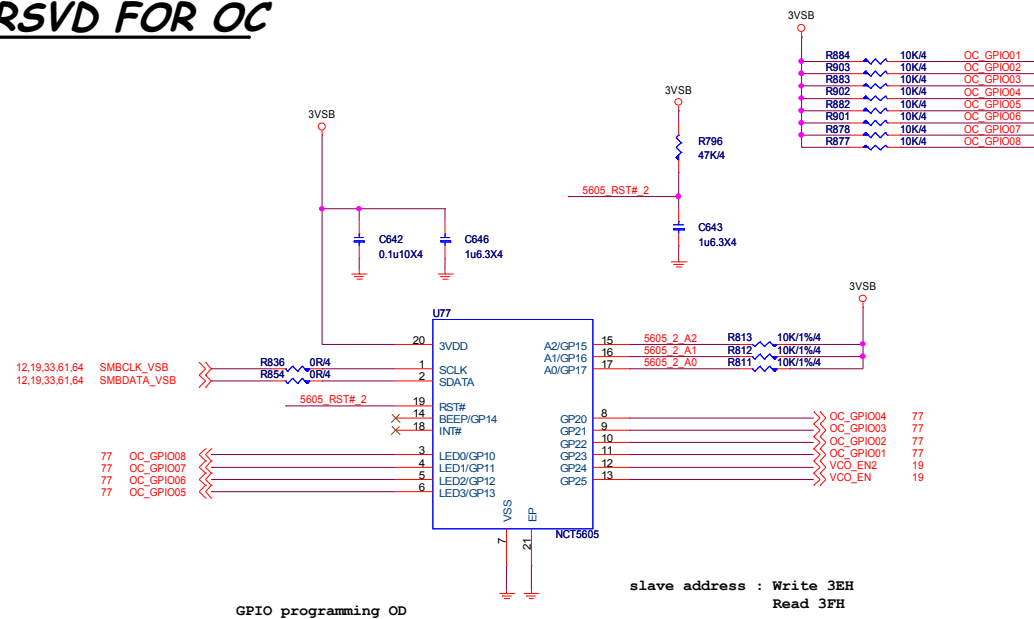 RSVD FOR OC
3VSB
R884 10K/4 OC_GPIO01
R903 10K/4 OC_GPIO02
R883 10K/4 OC_GPIO03
R902 10K/4 OC_GPIO04
R882 10K/4 OC_GPIO05
R901 10K/4 OC_GPIO06
R878 10K/4 OC_GPIO07
R877 10K/4 OC_GPIO08
3VSB
R796
47K/4
5605_RST#_2
C643
1u6.3X4
3VSB
C642
0.1u10X4
C646
1u6.3X4
3VSB
U77
20 3VDD
12,19,33,61,64 SMBCLK_VSB R836 0R/4 1 SCLK
12,19,33,61,64 SMBDATA_VSB R854 0R/4 2 SDATA
5605_RST#_2 19 RST#
14 BEEP/GP14
18 INT#
77 OC_GPIO08 3 LED0/GP10
77 OC_GPIO07 4 LED1/GP11
77 OC_GPIO06 5 LED2/GP12
77 OC_GPIO05 6 LED3/GP13
A2/GP15 15 5605_2_A2 R813 10K/1%/4
A1/GP16 16 5605_2_A1 R812 10K/1%/4
A0/GP17 17 5605_2_A0 R811 10K/1%/4
GP20 8 OC_GPIO04 77
GP21 9 OC_GPIO03 77
GP22 10 OC_GPIO02 77
GP23 11 OC_GPIO01 77
GP24 12 VCO_EN2 19
GP25 13 VCO_EN 19
VSS 7
EP 21
NCT5605
slave address : Write 3EH
Read 3FH
GPIO programming OD